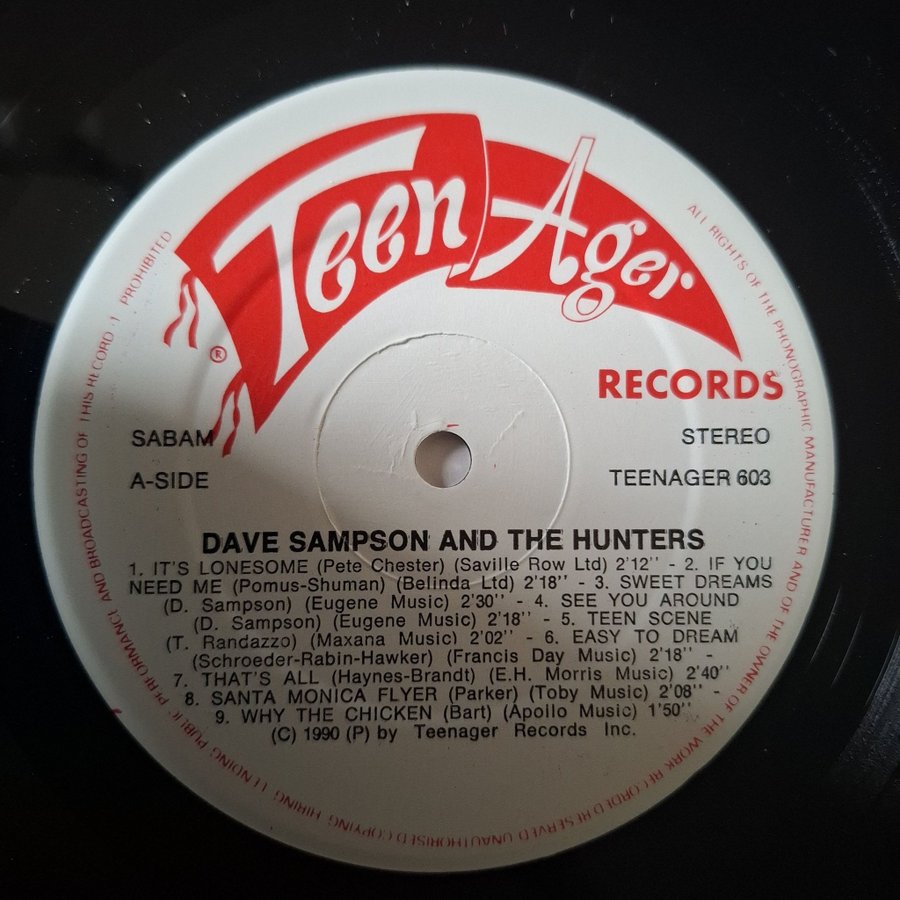 Teen Ager
®
RECORDS
SABAM
STEREO
A-SIDE
TEENAGER 603
DAVE SAMPSON AND THE HUNTERS
1. IT'S LONESOME (Pete Chester) (Saville Row Ltd) 2'12'' - 2. IF YOU
NEED ME (Pomus-Shuman) (Belinda Ltd) 2'18'' - 3. SWEET DREAMS
(D. Sampson) (Eugene Music) 2'30'' - 4. SEE YOU AROUND
(D. Sampson) (Eugene Music) 2'18'' - 5. TEEN SCENE
(T. Randazzo) (Maxana Music) 2'02'' - 6. EASY TO DREAM
(Schroeder-Rabin-Hawker) (Francis Day Music) 2'18'' -
7. THAT'S ALL (Haynes-Brandt) (E.H. Morris Music) 2'40''
8. SANTA MONICA FLYER (Parker) (Toby Music) 2'08'' -
9. WHY THE CHICKEN (Bart) (Apollo Music) 1'50''
(C) 1990 (P) by Teenager Records Inc.
ALL RIGHTS OF THE PHONOGRAPHIC MANUFACTURER AND OF THE OWNER OF THE WORK RECORDED RESERVED UNAUTHORISED COPYING HIRING LENDING PUBLIC PERFORMANCE AND BROADCASTING OF THIS RECORD PROHIBITED